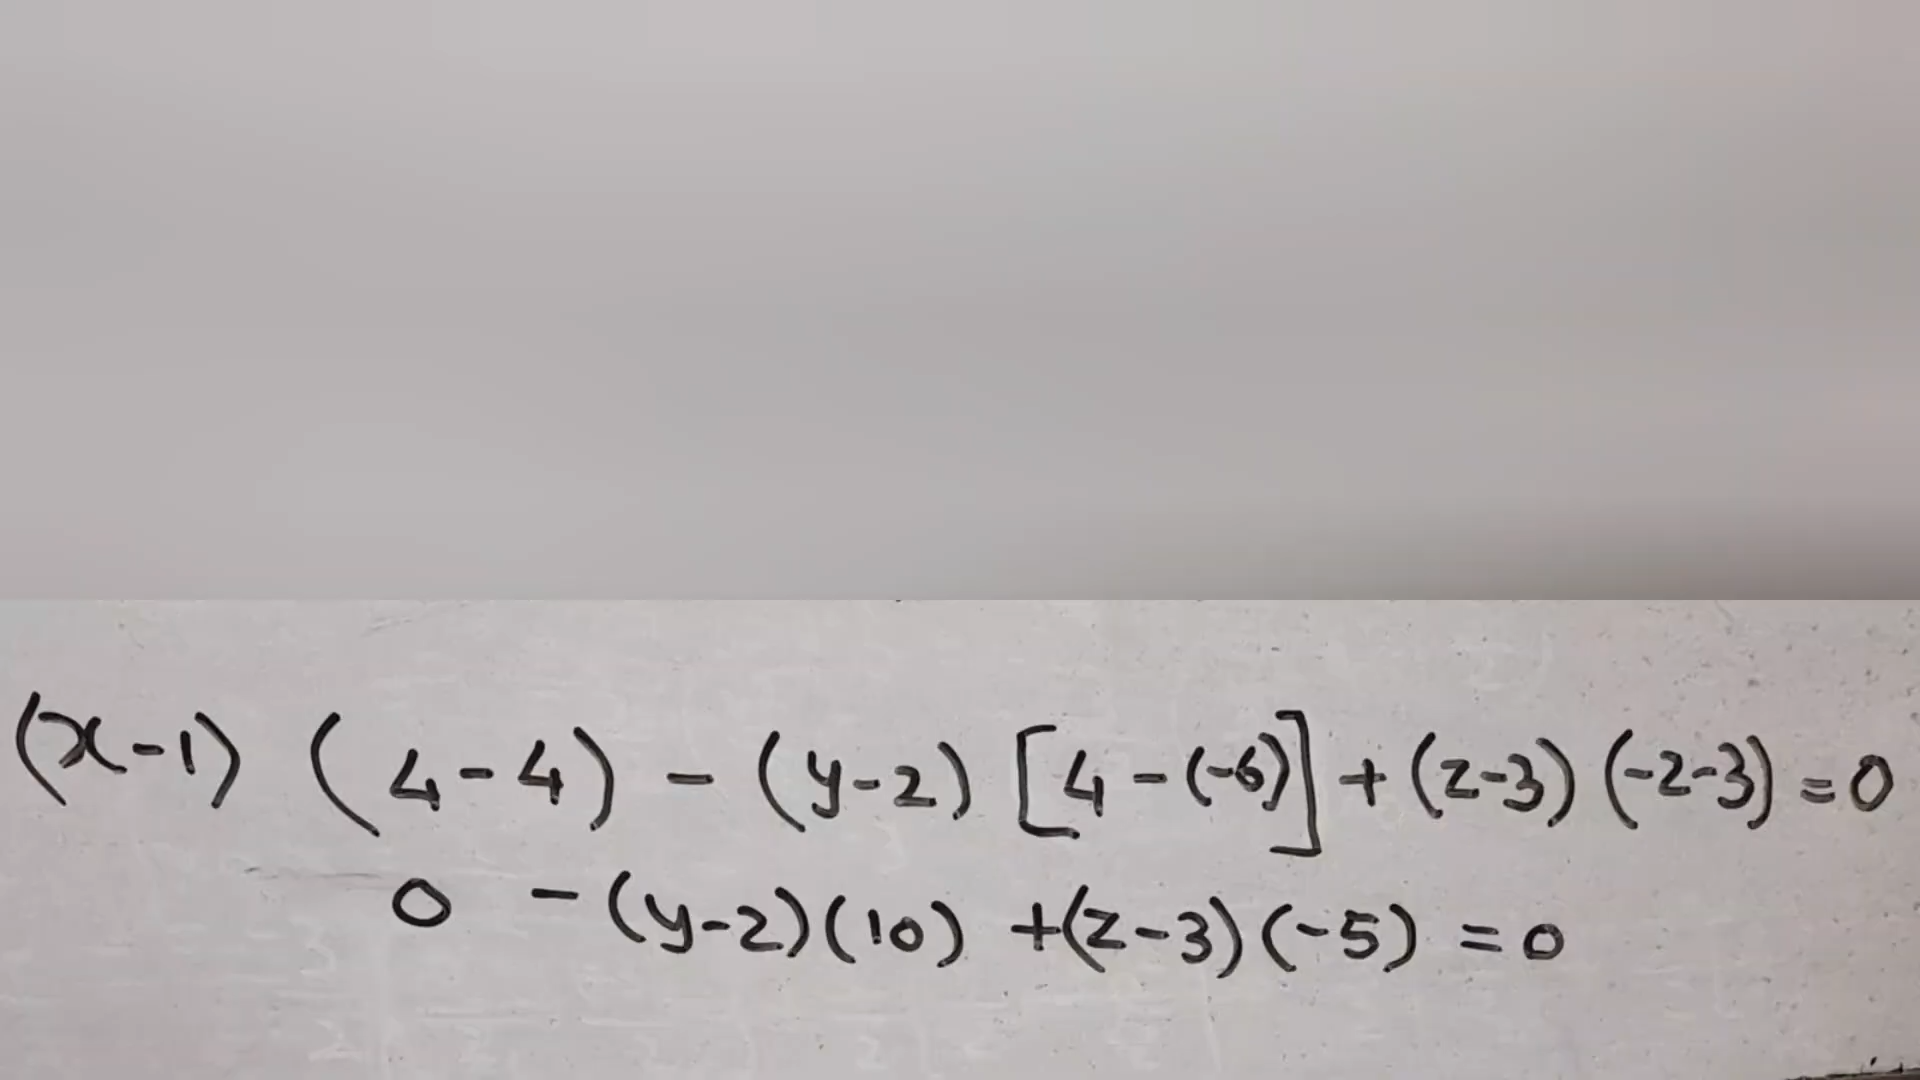 (x-1) (4-4) - (y-2) [4-(-6)] + (z-3) (-2-3) = 0
0 - (y-2)(10) + (z-3)(-5) = 0